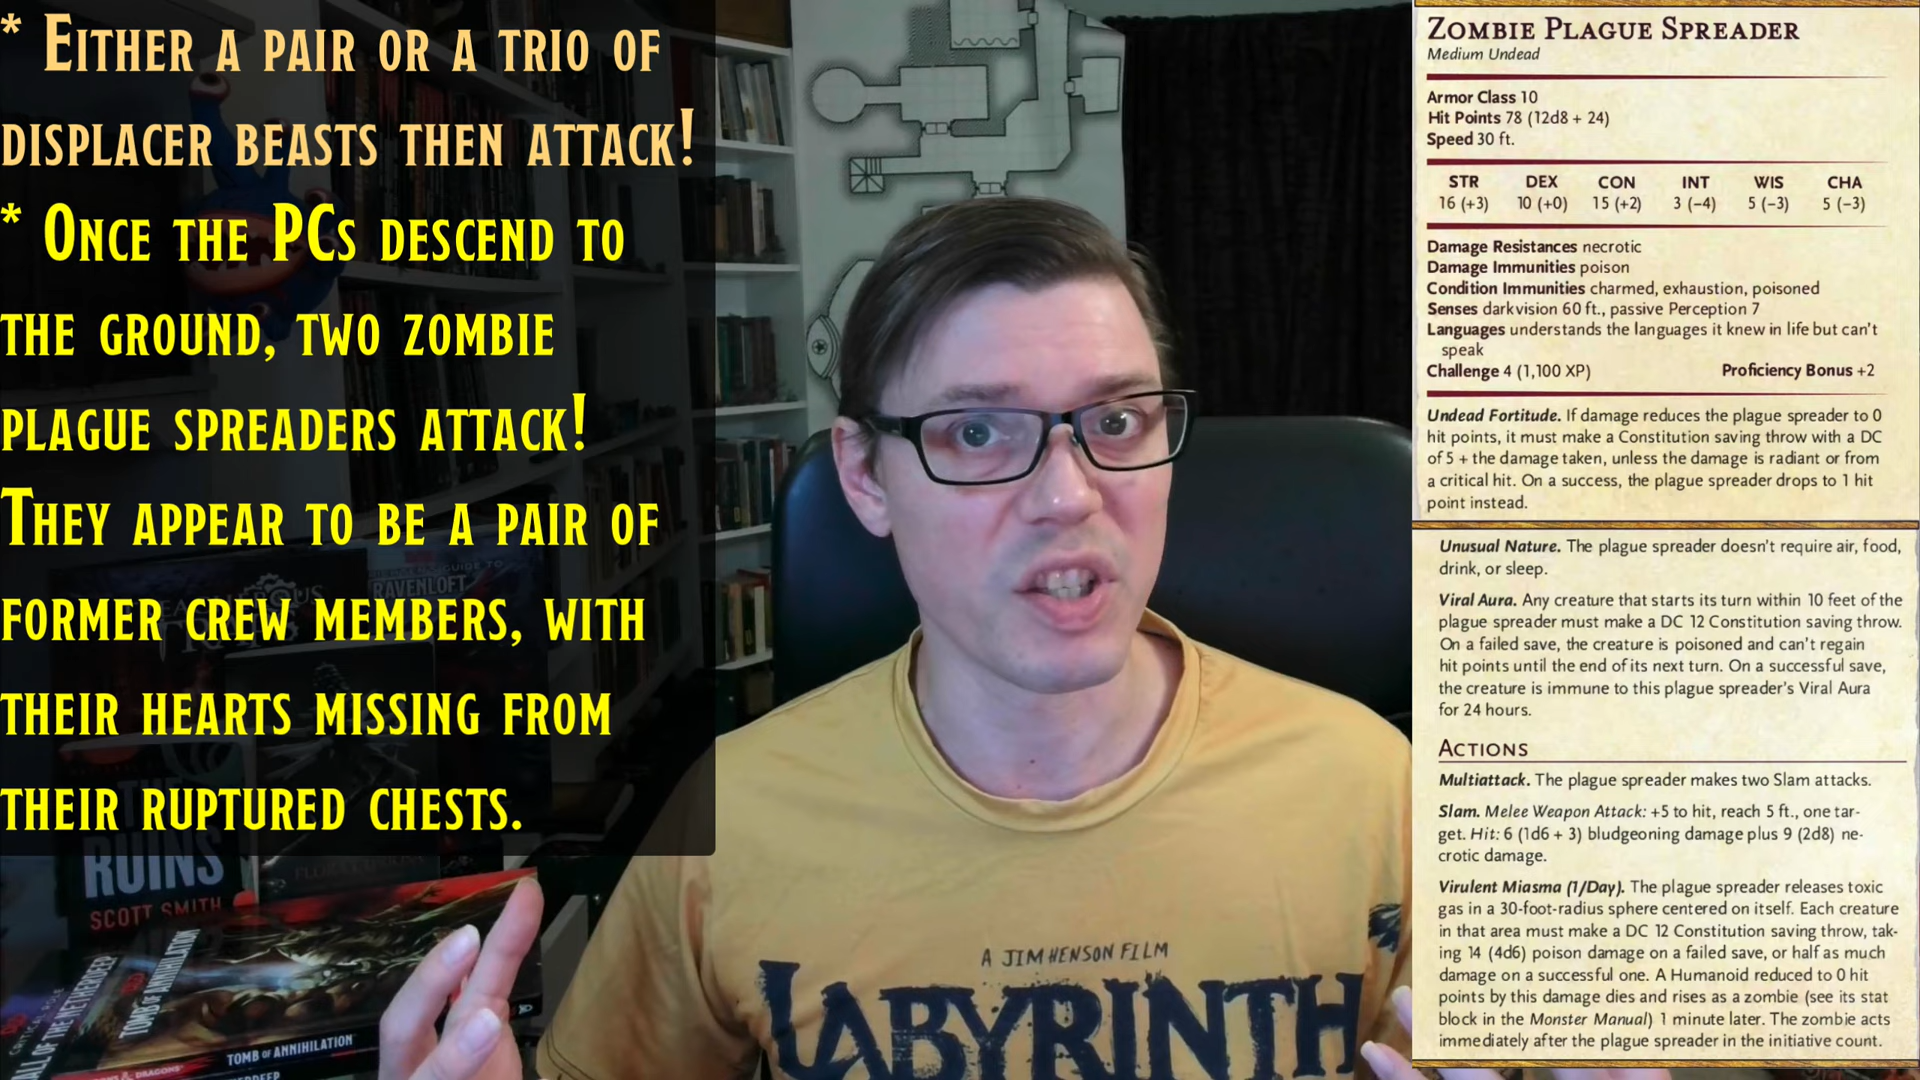 * Either a pair or a trio of
displacer beasts then attack!
* Once the PCs descend to
the ground, two zombie
plague spreaders attack!
They appear to be a pair of
former crew members, with
their hearts missing from
their ruptured chests.
RAVENLOFT
RUINS
SCOTT SMITH
TOMB OF ANNIHILATION
TOMB OF ANNIHILATION
A JIM HENSON FILM
LABYRINTH
Zombie Plague Spreader
Medium Undead
Armor Class 10
Hit Points 78 (12d8 + 24)
Speed 30 ft.
STR DEX CON INT WIS CHA
16 (+3) 10 (+0) 15 (+2) 3 (−4) 5 (−3) 5 (−3)
Damage Resistances necrotic
Damage Immunities poison
Condition Immunities charmed, exhaustion, poisoned
Senses darkvision 60 ft., passive Perception 7
Languages understands the languages it knew in life but can't
speak
Challenge 4 (1,100 XP) Proficiency Bonus +2
Undead Fortitude. If damage reduces the plague spreader to 0
hit points, it must make a Constitution saving throw with a DC
of 5 + the damage taken, unless the damage is radiant or from
a critical hit. On a success, the plague spreader drops to 1 hit
point instead.
Unusual Nature. The plague spreader doesn't require air, food,
drink, or sleep.
Viral Aura. Any creature that starts its turn within 10 feet of the
plague spreader must make a DC 12 Constitution saving throw.
On a failed save, the creature is poisoned and can't regain
hit points until the end of its next turn. On a successful save,
the creature is immune to this plague spreader's Viral Aura
for 24 hours.
Actions
Multiattack. The plague spreader makes two Slam attacks.
Slam. Melee Weapon Attack: +5 to hit, reach 5 ft., one tar-
get. Hit: 6 (1d6 + 3) bludgeoning damage plus 9 (2d8) ne-
crotic damage.
Virulent Miasma (1/Day). The plague spreader releases toxic
gas in a 30-foot-radius sphere centered on itself. Each creature
in that area must make a DC 12 Constitution saving throw, tak-
ing 14 (4d6) poison damage on a failed save, or half as much
damage on a successful one. A Humanoid reduced to 0 hit
points by this damage dies and rises as a zombie (see its stat
block in the Monster Manual) 1 minute later. The zombie acts
immediately after the plague spreader in the initiative count.